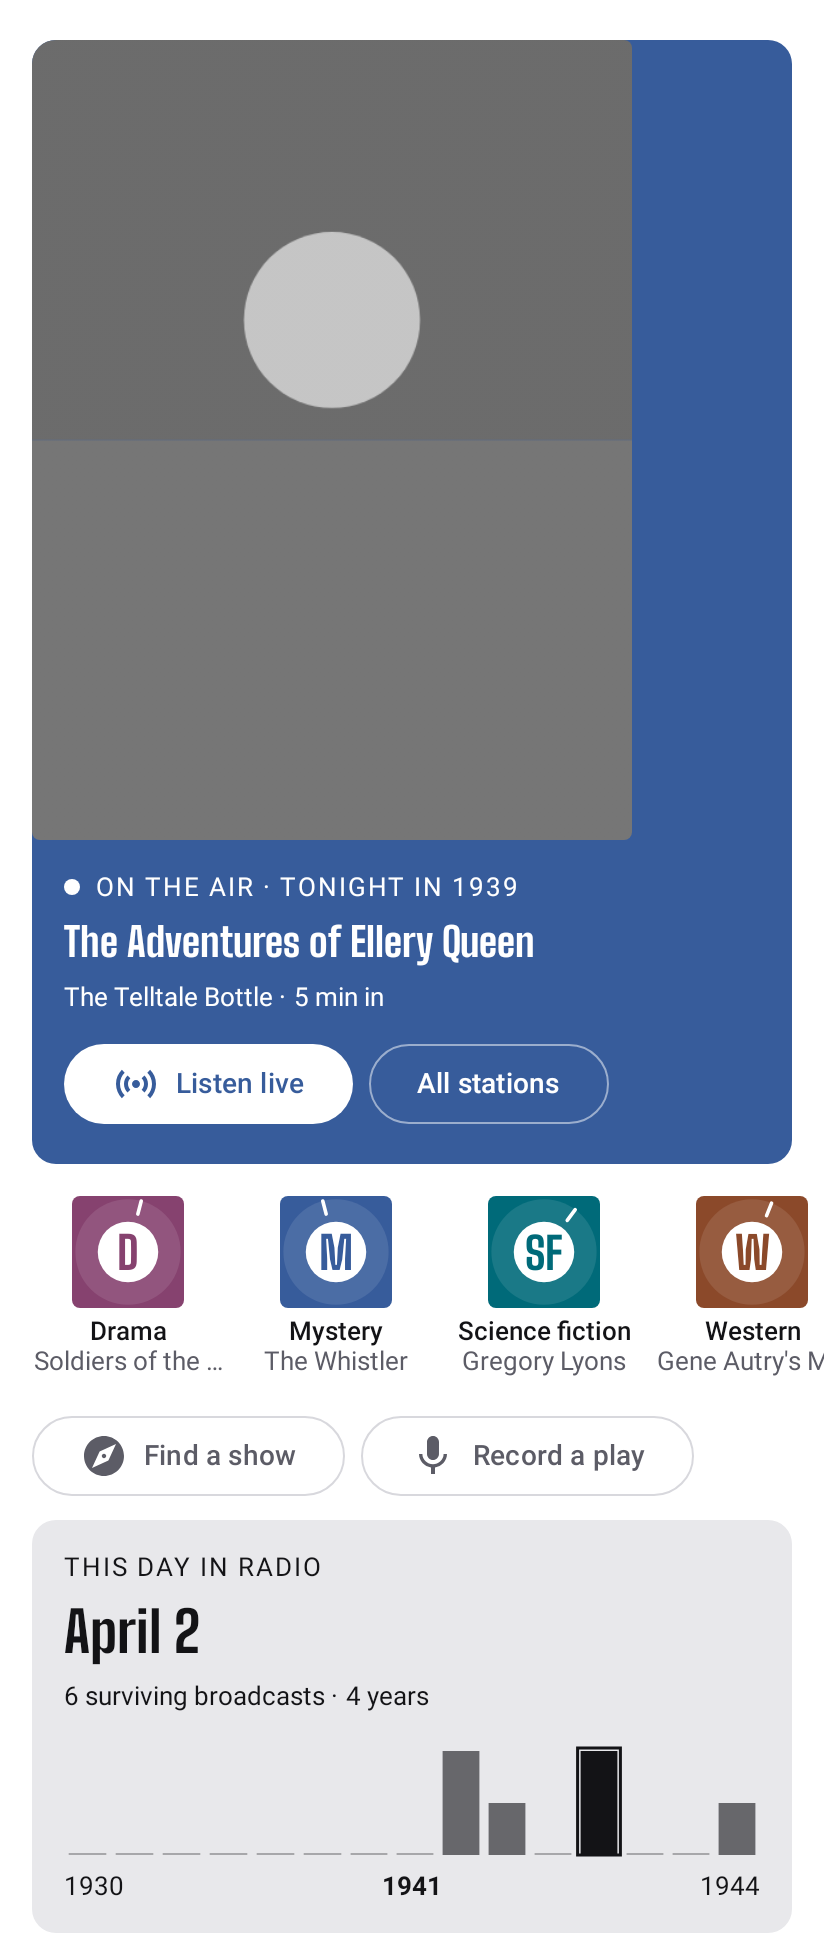 ON THE AIR · TONIGHT IN 1939
The Adventures of Ellery Queen
The Telltale Bottle · 5 min in
Listen live
All stations
D
M
SF
W
Drama
Mystery
Science fiction
Western
Soldiers of the ...
The Whistler
Gregory Lyons
Gene Autry's M
Find a show
Record a play
THIS DAY IN RADIO
April 2
6 surviving broadcasts · 4 years
1930
1941
1944